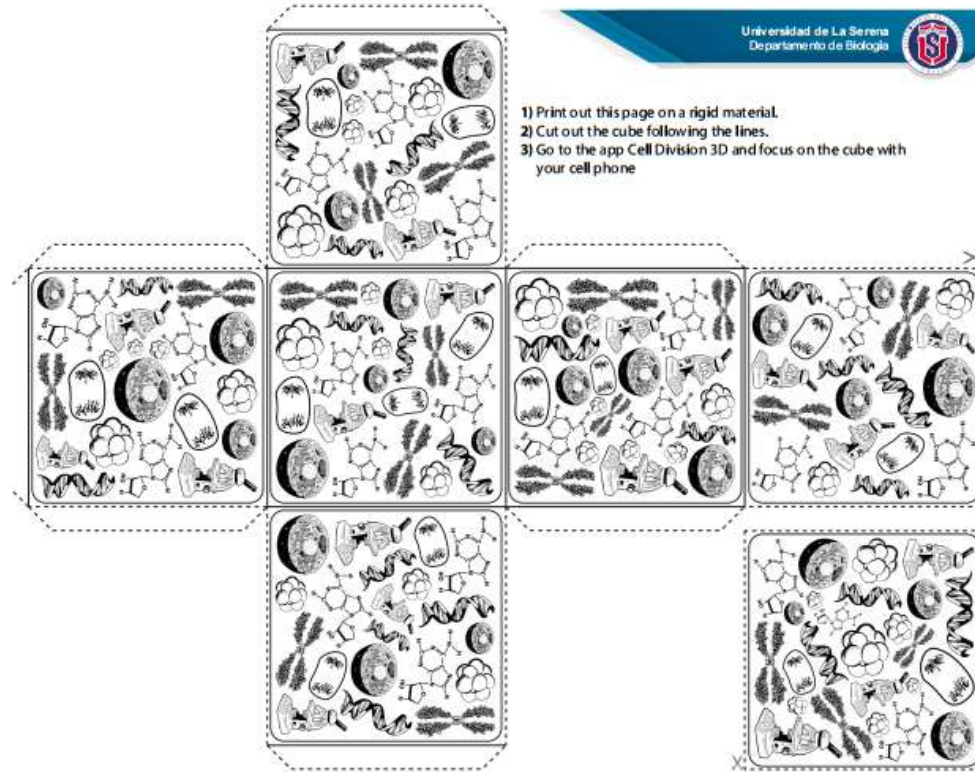 Universidad de La Serena
Departamento de Biología
1) Print out this page on a rigid material.
2) Cut out the cube following the lines.
3) Go to the app Cell Division 3D and focus on the cube with
your cell phone